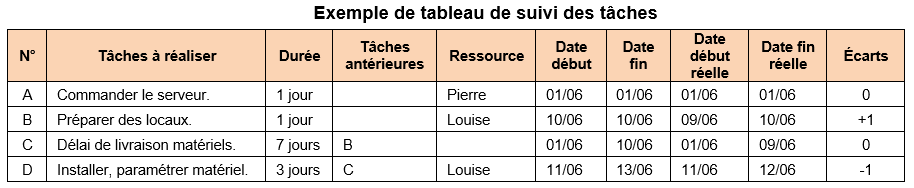 Exemple de tableau de suivi des tâches
N° Tâches à réaliser Durée Tâches antérieures Ressource Date début Date fin Date début réelle Date fin réelle Écarts
A Commander le serveur. 1 jour Pierre 01/06 01/06 01/06 01/06 0
B Préparer des locaux. 1 jour Louise 10/06 10/06 09/06 10/06 +1
C Délai de livraison matériels. 7 jours B 01/06 10/06 01/06 09/06 0
D Installer, paramétrer matériel. 3 jours C Louise 11/06 13/06 11/06 12/06 -1